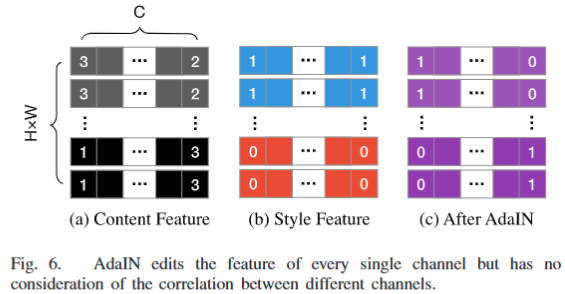 C
H×W
3 ... 2 1 ... 1 1 ... 0
3 ... 2 1 ... 1 1 ... 0
⋮ ⋮ ⋮ ⋮ ⋮ ⋮
1 ... 3 0 ... 0 0 ... 1
1 ... 3 0 ... 0 0 ... 1
(a) Content Feature (b) Style Feature (c) After AdaIN
Fig. 6. AdaIN edits the feature of every single channel but has no
consideration of the correlation between different channels.